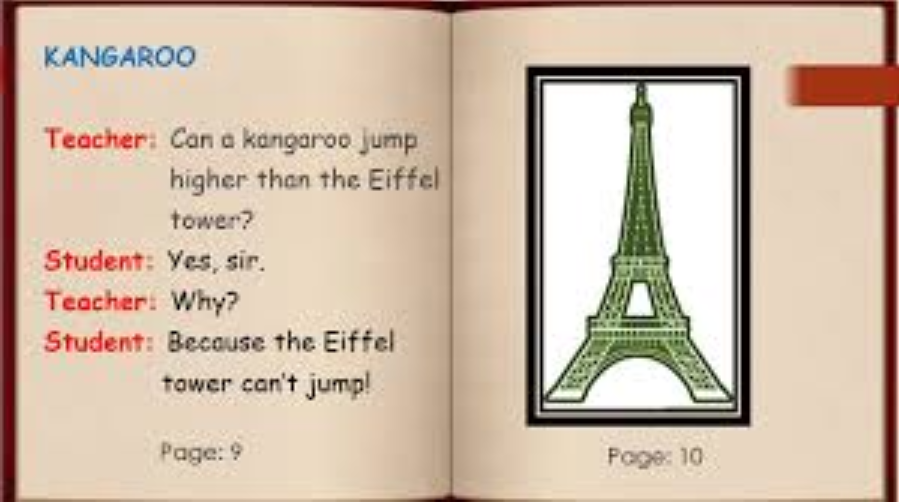 KANGAROO
Teacher: Can a kangaroo jump
higher than the Eiffel
tower?
Student: Yes, sir.
Teacher: Why?
Student: Because the Eiffel
tower can't jump!
Page: 9
Page: 10